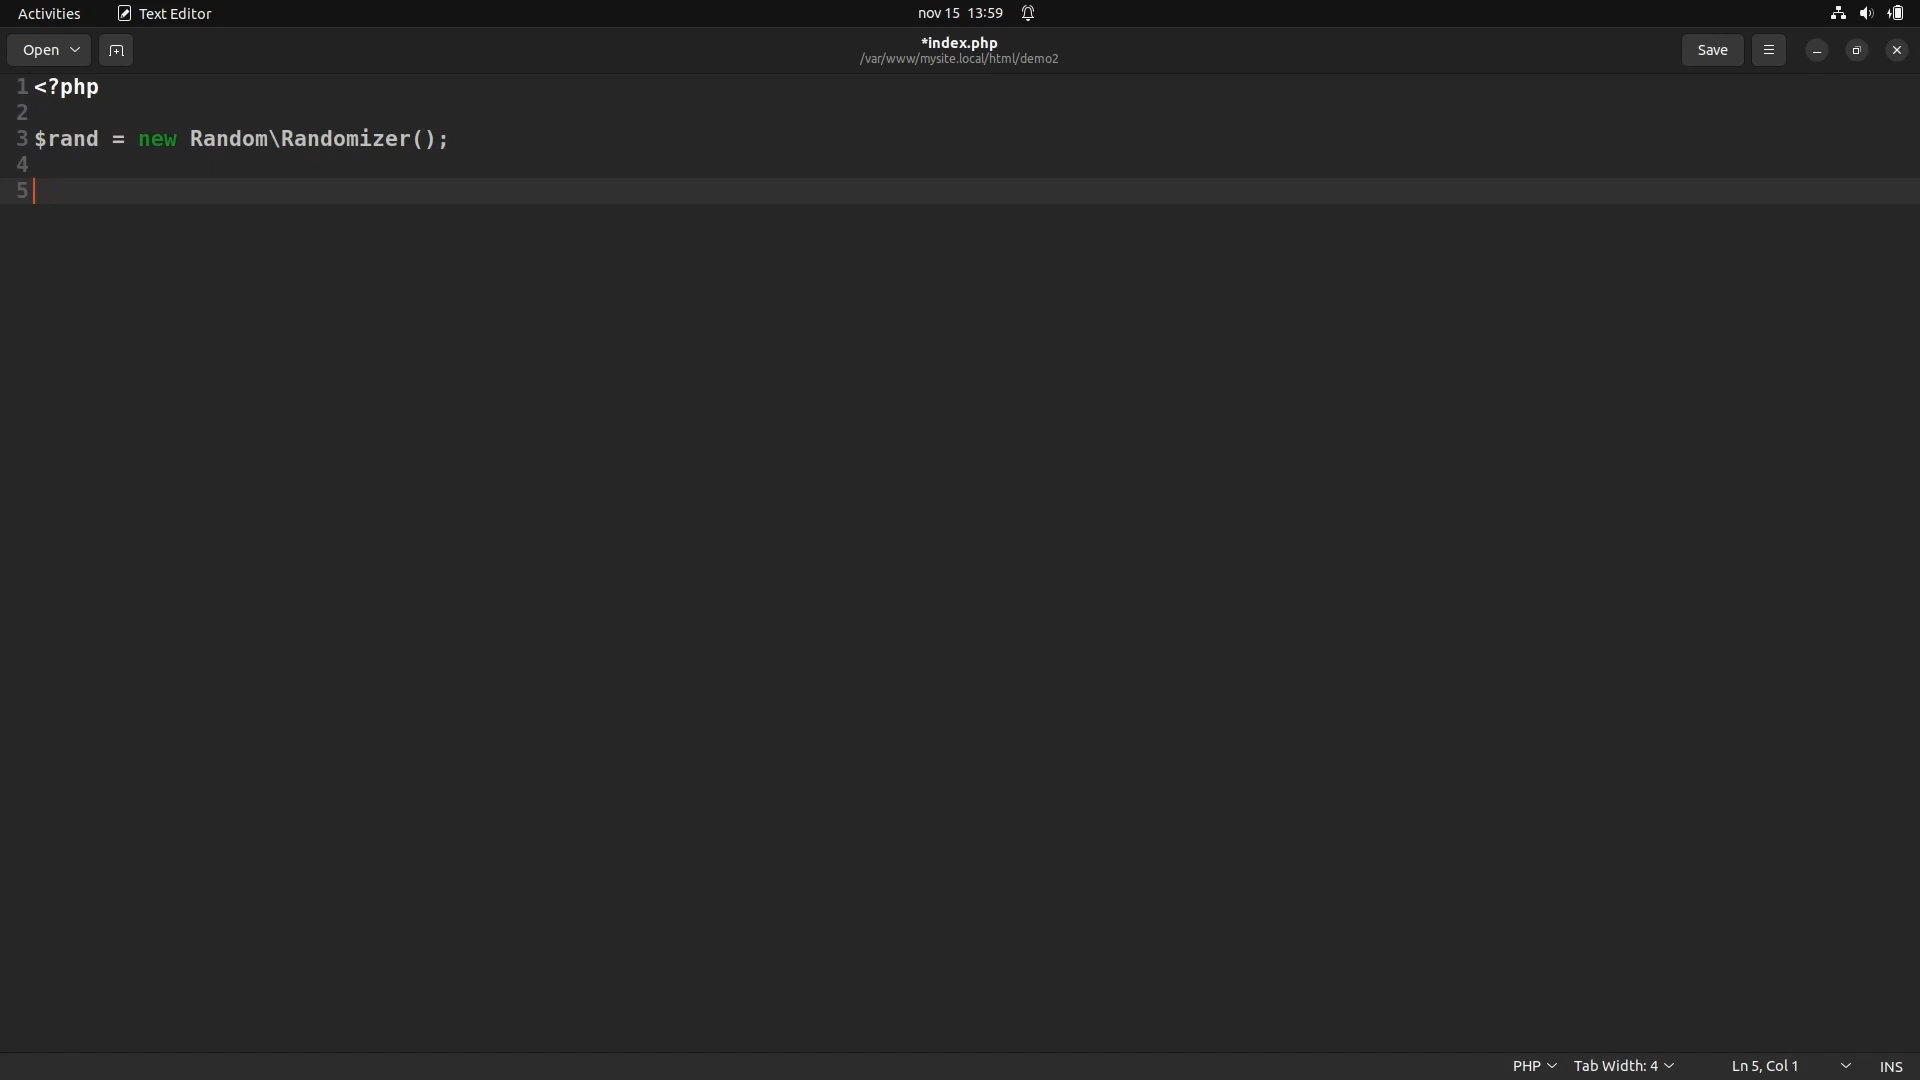 Activities Text Editor nov 15 13:59
Open *index.php Save
/var/www/mysite.local/html/demo2
1 <?php
2
3 $rand = new Random\Randomizer();
4
5
PHP Tab Width: 4 Ln 5, Col 1 INS